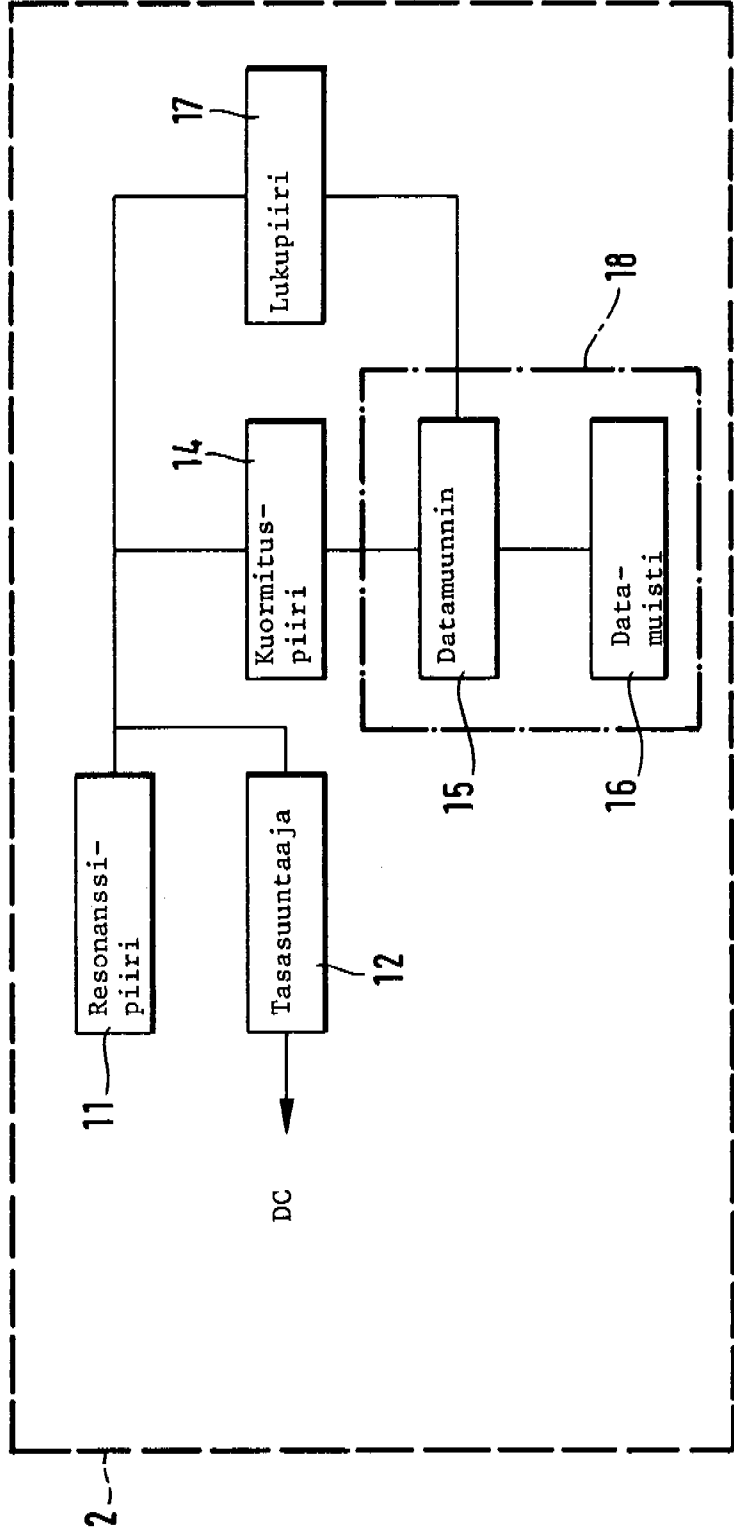 2
11
Resonanssi-
piiri
DC
Tasasuuntaaja
12
14
Kuormitus-
piiri
17
Lukupiiri
15
Datamuunnin
16
Data-
muisti
18